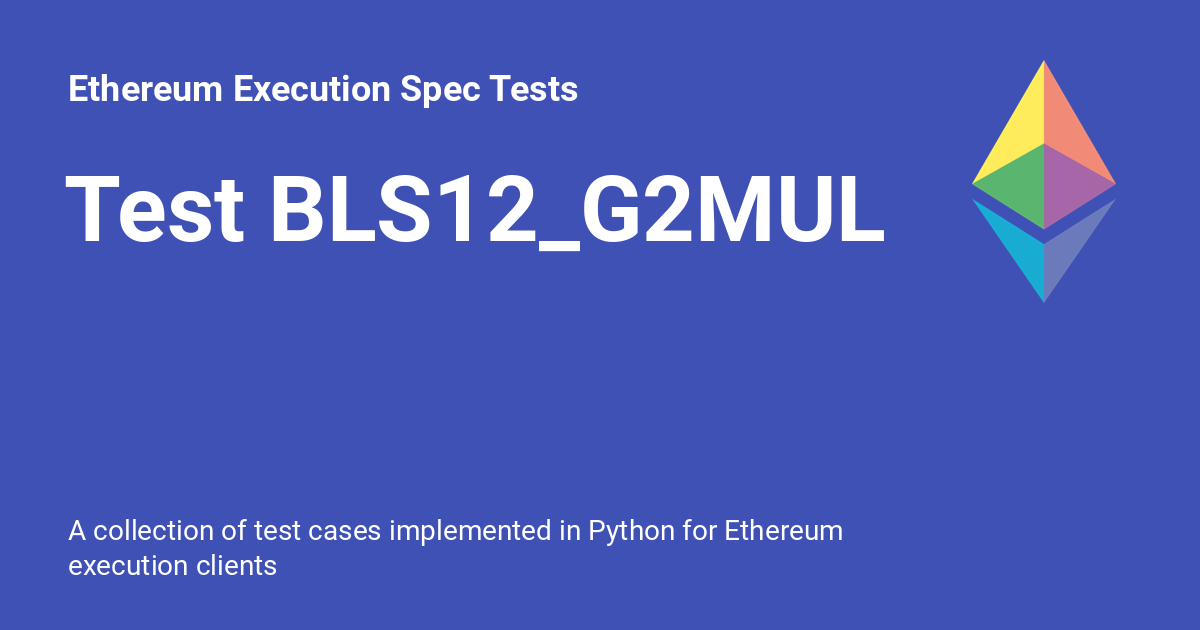 Ethereum Execution Spec Tests
Test BLS12_G2MUL
A collection of test cases implemented in Python for Ethereum
execution clients